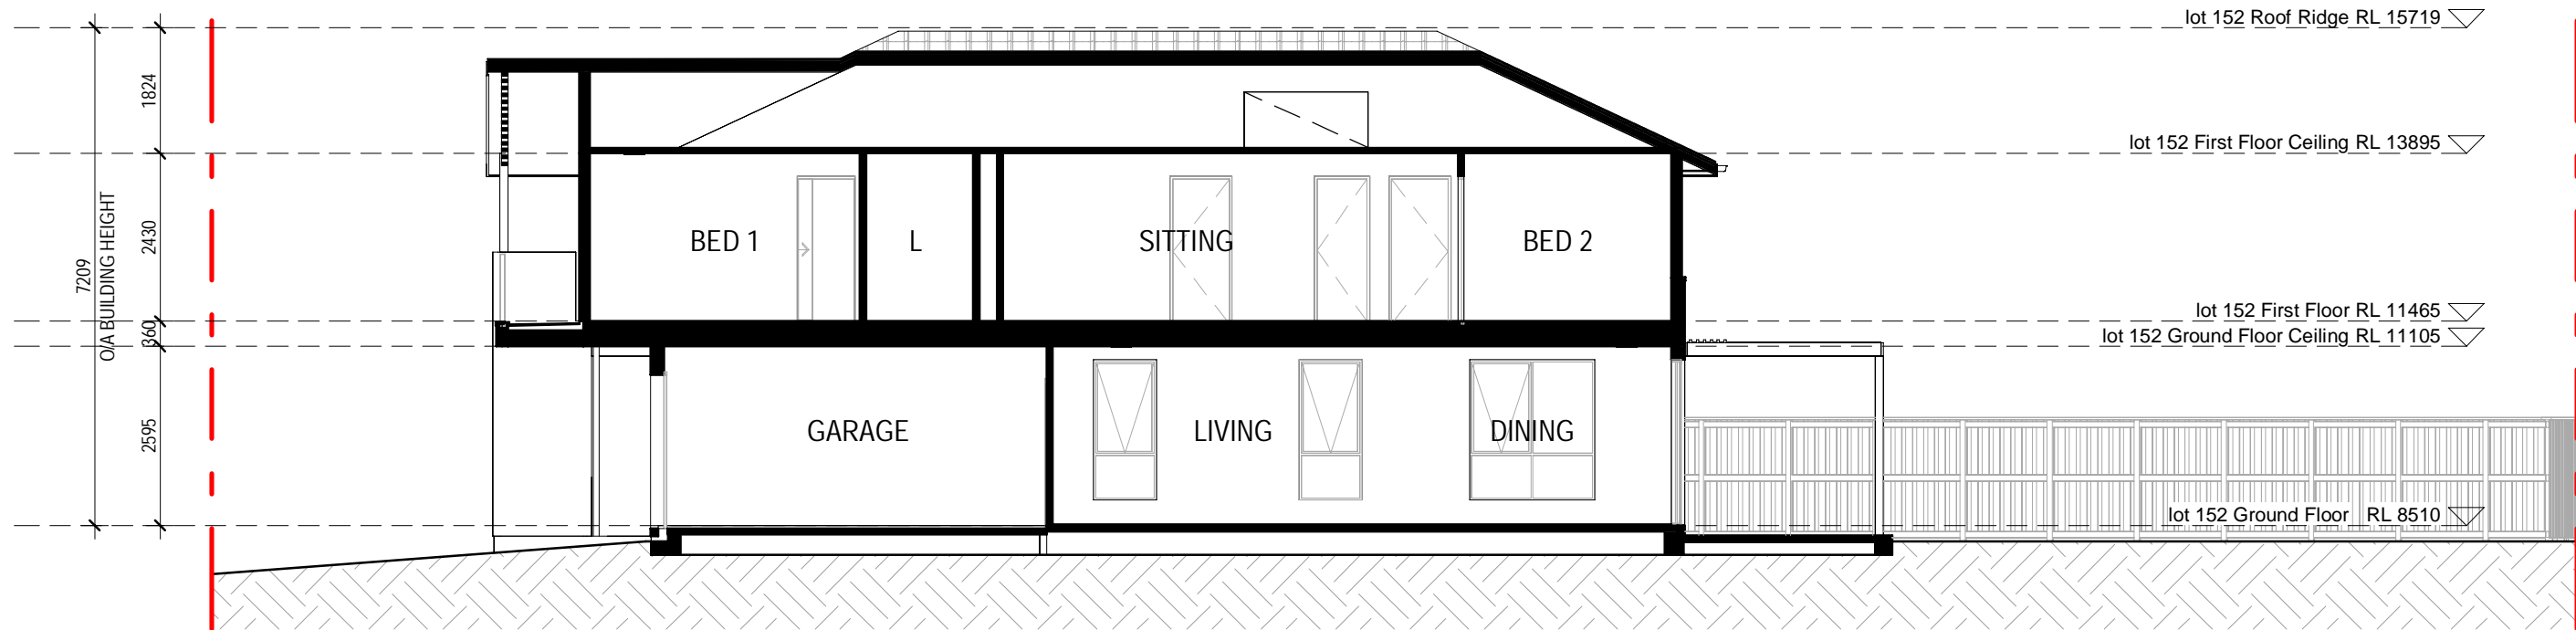 lot 152 Roof Ridge RL 15719
1824
lot 152 First Floor Ceiling RL 13895
2430
7209
O/A BUILDING HEIGHT
BED 1
L
SITTING
BED 2
lot 152 First Floor RL 11465
360
lot 152 Ground Floor Ceiling RL 11105
2595
GARAGE
LIVING
DINING
lot 152 Ground Floor RL 8510